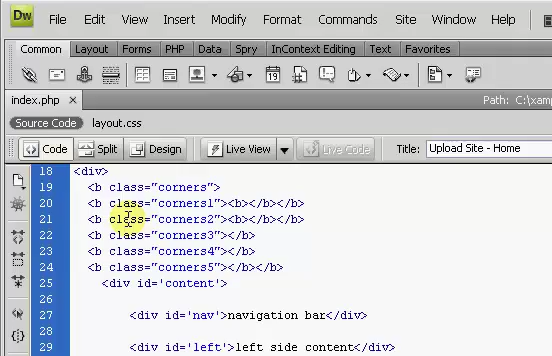 Dw File Edit View Insert Modify Format Commands Site Window Help
Common Layout Forms PHP Data Spry InContext Editing Text Favorites
19
index.php × Path: C:\xam
Source Code layout.css
Code Split Design Live View Live Code Title: Upload Site - Home
18 <div>
19 <b class="corners">
20 <b class="corners1"><b></b></b>
21 <b class="corners2"><b></b></b>
22 <b class="corners3"></b>
23 <b class="corners4"></b>
24 <b class="corners5"></b></b>
25 <div id='content'>
26
27 <div id='nav'>navigation bar</div>
28
29 <div id='left'>left side content</div>